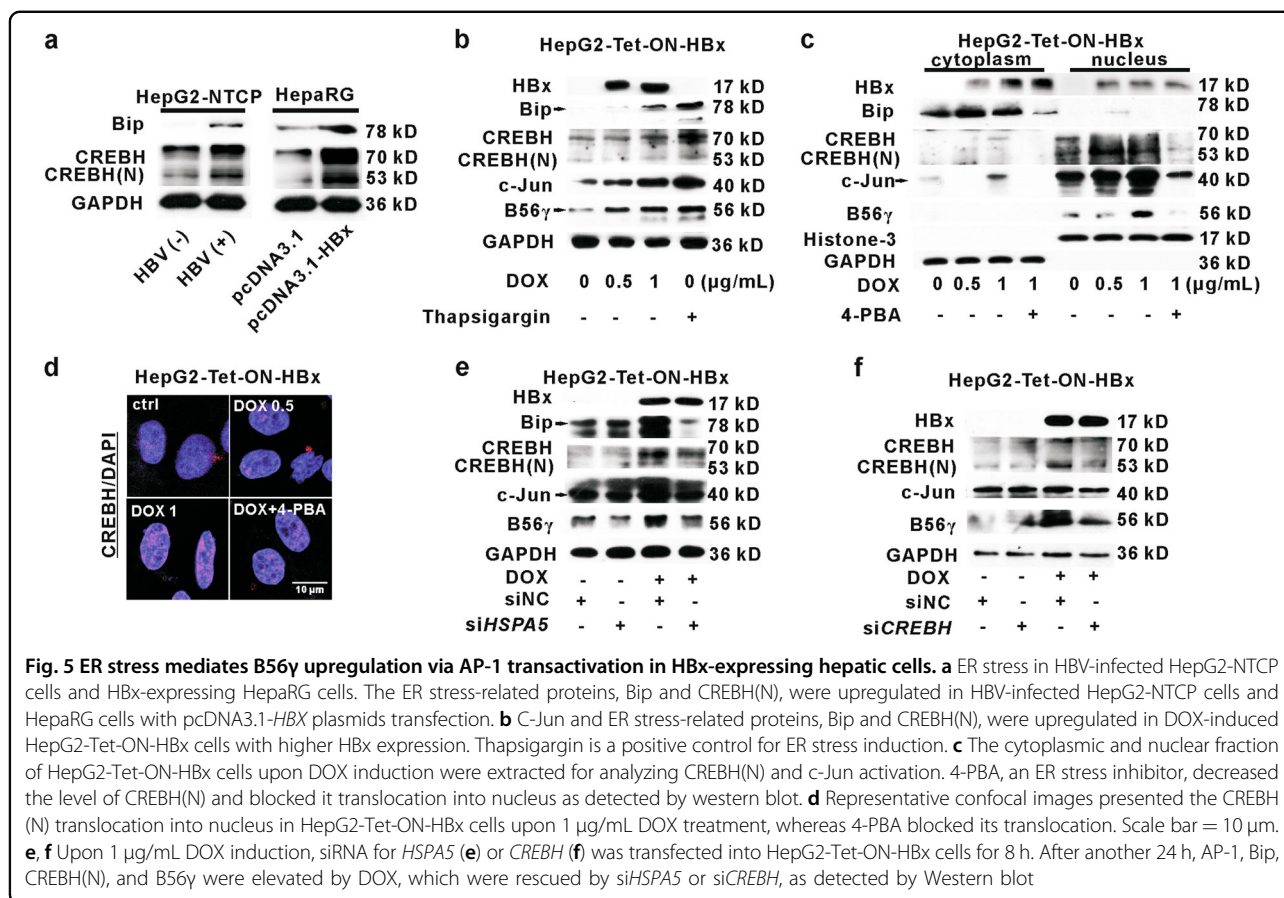 a
HepG2-NTCP HepaRG
Bip 78 kD
CREBH 70 kD
CREBH(N) 53 kD
GAPDH 36 kD
HBV (-) HBV (+) pcDNA3.1 pcDNA3.1-HBx
b
HepG2-Tet-ON-HBx
HBx 17 kD
Bip 78 kD
CREBH 70 kD
CREBH(N) 53 kD
c-Jun 40 kD
B56γ 56 kD
GAPDH 36 kD
DOX 0 0.5 1 0 (µg/mL)
Thapsigargin - - - +
c
HepG2-Tet-ON-HBx
cytoplasm nucleus
HBx 17 kD
Bip 78 kD
CREBH 70 kD
CREBH(N) 53 kD
c-Jun 40 kD
B56γ 56 kD
Histone-3 17 kD
GAPDH 36 kD
DOX 0 0.5 1 1 0 0.5 1 1 (µg/mL)
4-PBA - - - + - - - +
d
HepG2-Tet-ON-HBx
CREBH/DAPI
ctrl DOX 0.5
DOX 1 DOX+4-PBA
10 µm
e
HepG2-Tet-ON-HBx
HBx 17 kD
Bip 78 kD
CREBH 70 kD
CREBH(N) 53 kD
c-Jun 40 kD
B56γ 56 kD
GAPDH 36 kD
DOX - - + +
siNC + - + -
siHSPA5 - + - +
f
HepG2-Tet-ON-HBx
HBx 17 kD
CREBH 70 kD
CREBH(N) 53 kD
c-Jun 40 kD
B56γ 56 kD
GAPDH 36 kD
DOX - - + +
siNC + - + -
siCREBH - + - +
Fig. 5 ER stress mediates B56γ upregulation via AP-1 transactivation in HBx-expressing hepatic cells. a ER stress in HBV-infected HepG2-NTCP
cells and HBx-expressing HepaRG cells. The ER stress-related proteins, Bip and CREBH(N), were upregulated in HBV-infected HepG2-NTCP cells and
HepaRG cells with pcDNA3.1-HBX plasmids transfection. b C-Jun and ER stress-related proteins, Bip and CREBH(N), were upregulated in DOX-induced
HepG2-Tet-ON-HBx cells with higher HBx expression. Thapsigargin is a positive control for ER stress induction. c The cytoplasmic and nuclear fraction
of HepG2-Tet-ON-HBx cells upon DOX induction were extracted for analyzing CREBH(N) and c-Jun activation. 4-PBA, an ER stress inhibitor, decreased
the level of CREBH(N) and blocked it translocation into nucleus as detected by western blot. d Representative confocal images presented the CREBH
(N) translocation into nucleus in HepG2-Tet-ON-HBx cells upon 1 µg/mL DOX treatment, whereas 4-PBA blocked its translocation. Scale bar = 10 µm.
e, f Upon 1 µg/mL DOX induction, siRNA for HSPA5 (e) or CREBH (f) was transfected into HepG2-Tet-ON-HBx cells for 8 h. After another 24 h, AP-1, Bip,
CREBH(N), and B56γ were elevated by DOX, which were rescued by siHSPA5 or siCREBH, as detected by Western blot